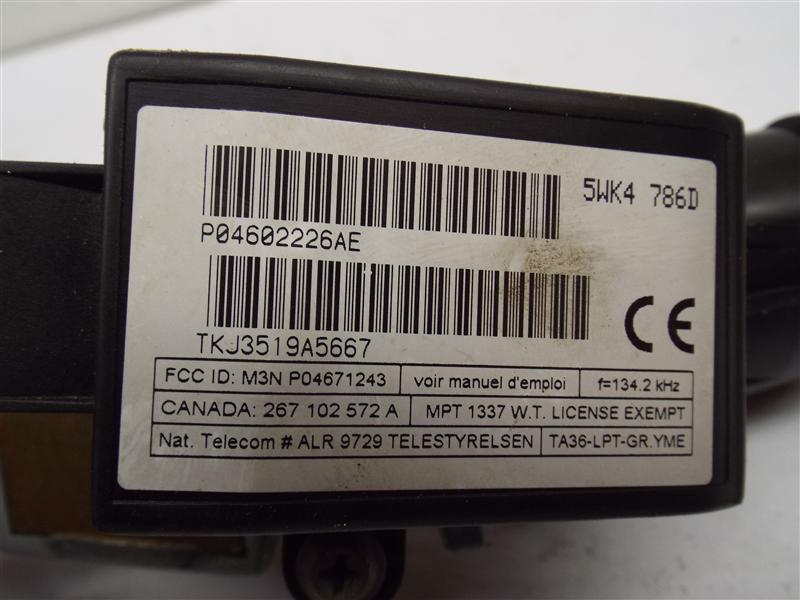 5WK4 786D
P04602226AE
TKJ3519A5667
CE
FCC ID: M3N P04671243 voir manuel d'emploi f=134.2 kHz
CANADA: 267 102 572 A MPT 1337 W.T. LICENSE EXEMPT
Nat. Telecom # ALR 9729 TELESTYRELSEN TA36-LPT-GR.YME